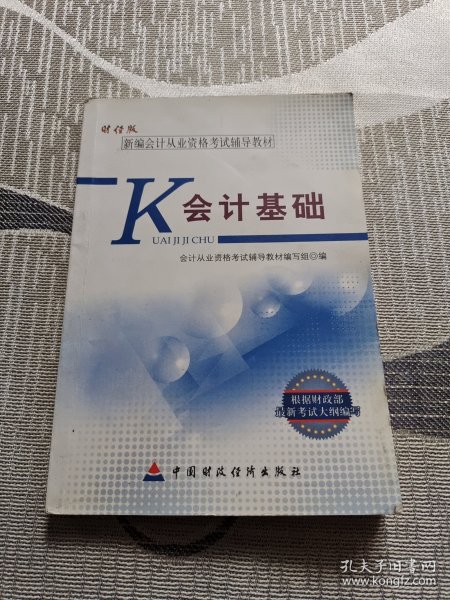 财经版
新编会计从业资格考试辅导教材
K会计基础
UAI JI JI CHU
会计从业资格考试辅导教材编写组◎编
根据财政部
最新考试大纲编写
中国财政经济出版社
孔夫子旧书网
www.kongfz.com